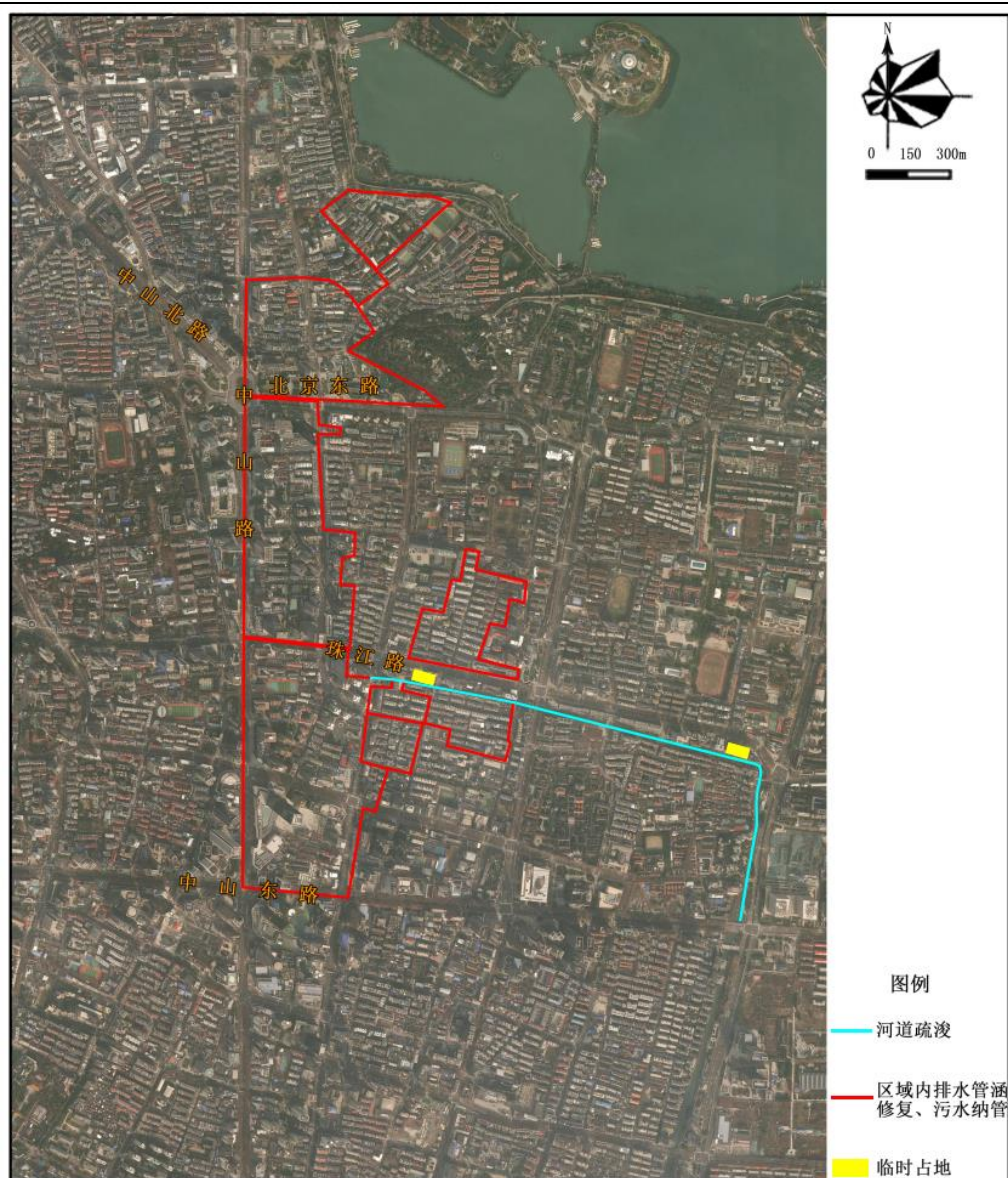 N
0 150 300m
中山北路
北京东路
中山路
珠江路
中山东路
图例
河道疏浚
区域内排水管涵
修复、污水纳管
临时占地